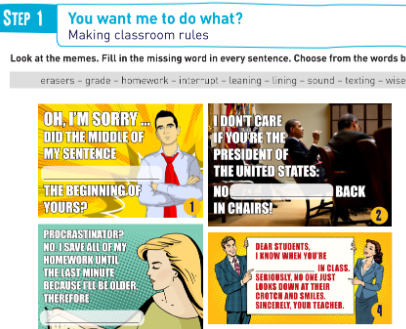 STEP 1
You want me to do what?
Making classroom rules
Look at the memes. Fill in the missing word in every sentence. Choose from the words b
erasers – grade – homework – interrupt – leaning – lining – sound – texting – wise
OH, I'M SORRY ...
DID THE MIDDLE OF
MY SENTENCE
THE BEGINNING OF
YOURS?
1
I DON'T CARE
IF YOU'RE THE
PRESIDENT OF
THE UNITED STATES:
NO BACK
IN CHAIRS!
2
PROCRASTINATOR?
NO. I SAVE ALL OF MY
HOMEWORK UNTIL
THE LAST MINUTE
BECAUSE I'LL BE OLDER,
THEREFORE
DEAR STUDENTS,
I KNOW WHEN YOU'RE
IN CLASS.
SERIOUSLY, NO ONE JUST
LOOKS DOWN AT THEIR
CROTCH AND SMILES.
SINCERELY, YOUR TEACHER.
4